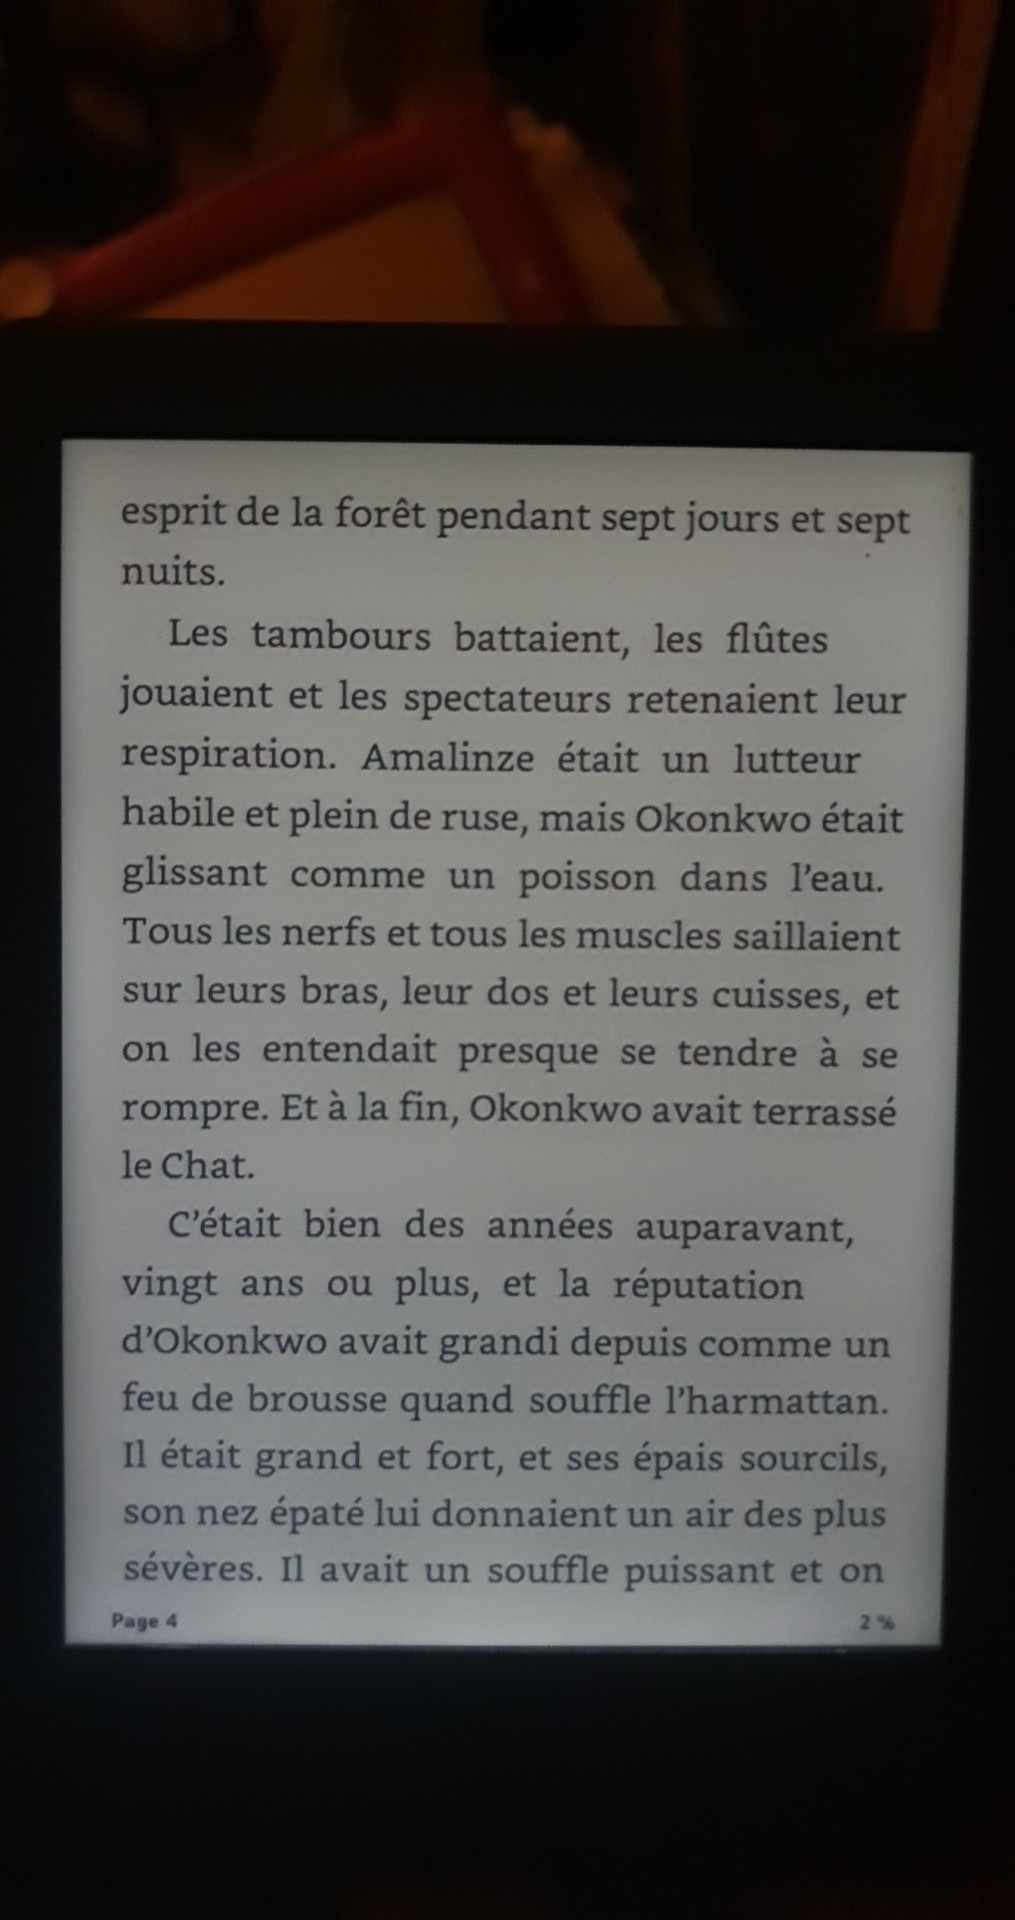 esprit de la forêt pendant sept jours et sept
nuits.
Les tambours battaient, les flûtes
jouaient et les spectateurs retenaient leur
respiration. Amalinze était un lutteur
habile et plein de ruse, mais Okonkwo était
glissant comme un poisson dans l'eau.
Tous les nerfs et tous les muscles saillaient
sur leurs bras, leur dos et leurs cuisses, et
on les entendait presque se tendre à se
rompre. Et à la fin, Okonkwo avait terrassé
le Chat.
C'était bien des années auparavant,
vingt ans ou plus, et la réputation
d'Okonkwo avait grandi depuis comme un
feu de brousse quand souffle l'harmattan.
Il était grand et fort, et ses épais sourcils,
son nez épaté lui donnaient un air des plus
sévères. Il avait un souffle puissant et on
Page 4 2 %